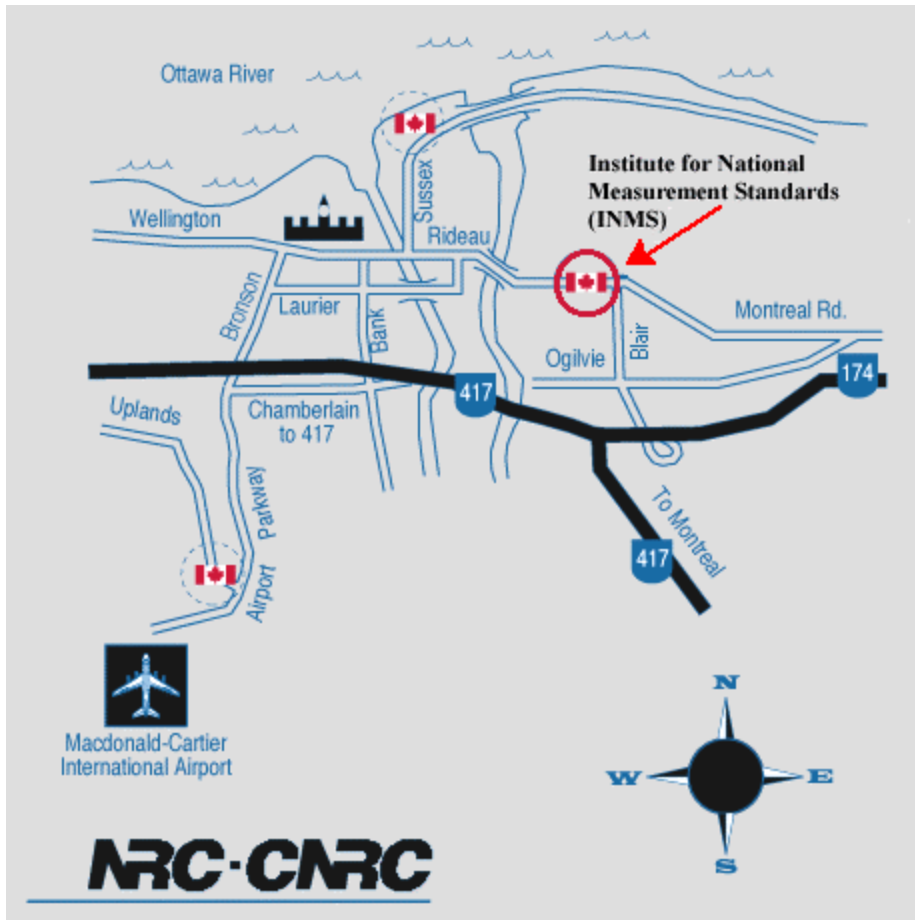 Ottawa River
Institute for National
Measurement Standards
(INMS)
Sussex
Wellington
Rideau
Bronson
Laurier
Bank
Montreal Rd.
Blair
Ogilvie
174
417
Uplands
Chamberlain
to 417
Parkway
Airport
To Montreal
417
Macdonald-Cartier
International Airport
N
W
E
S
NRC·CNRC